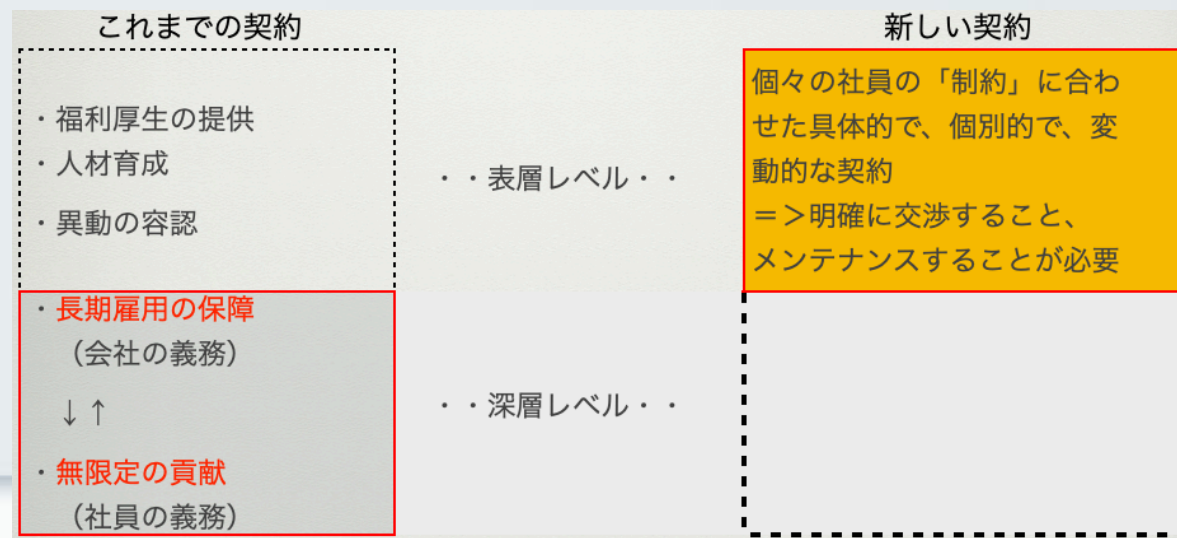 これまでの契約
・福利厚生の提供
・人材育成
・異動の容認
・長期雇用の保障
（会社の義務）
↓↑
・無限定の貢献
（社員の義務）
・・表層レベル・・
・・深層レベル・・
新しい契約
個々の社員の「制約」に合わ
せた具体的で、個別的で、変
動的な契約
＝＞明確に交渉すること、
メンテナンスすることが必要